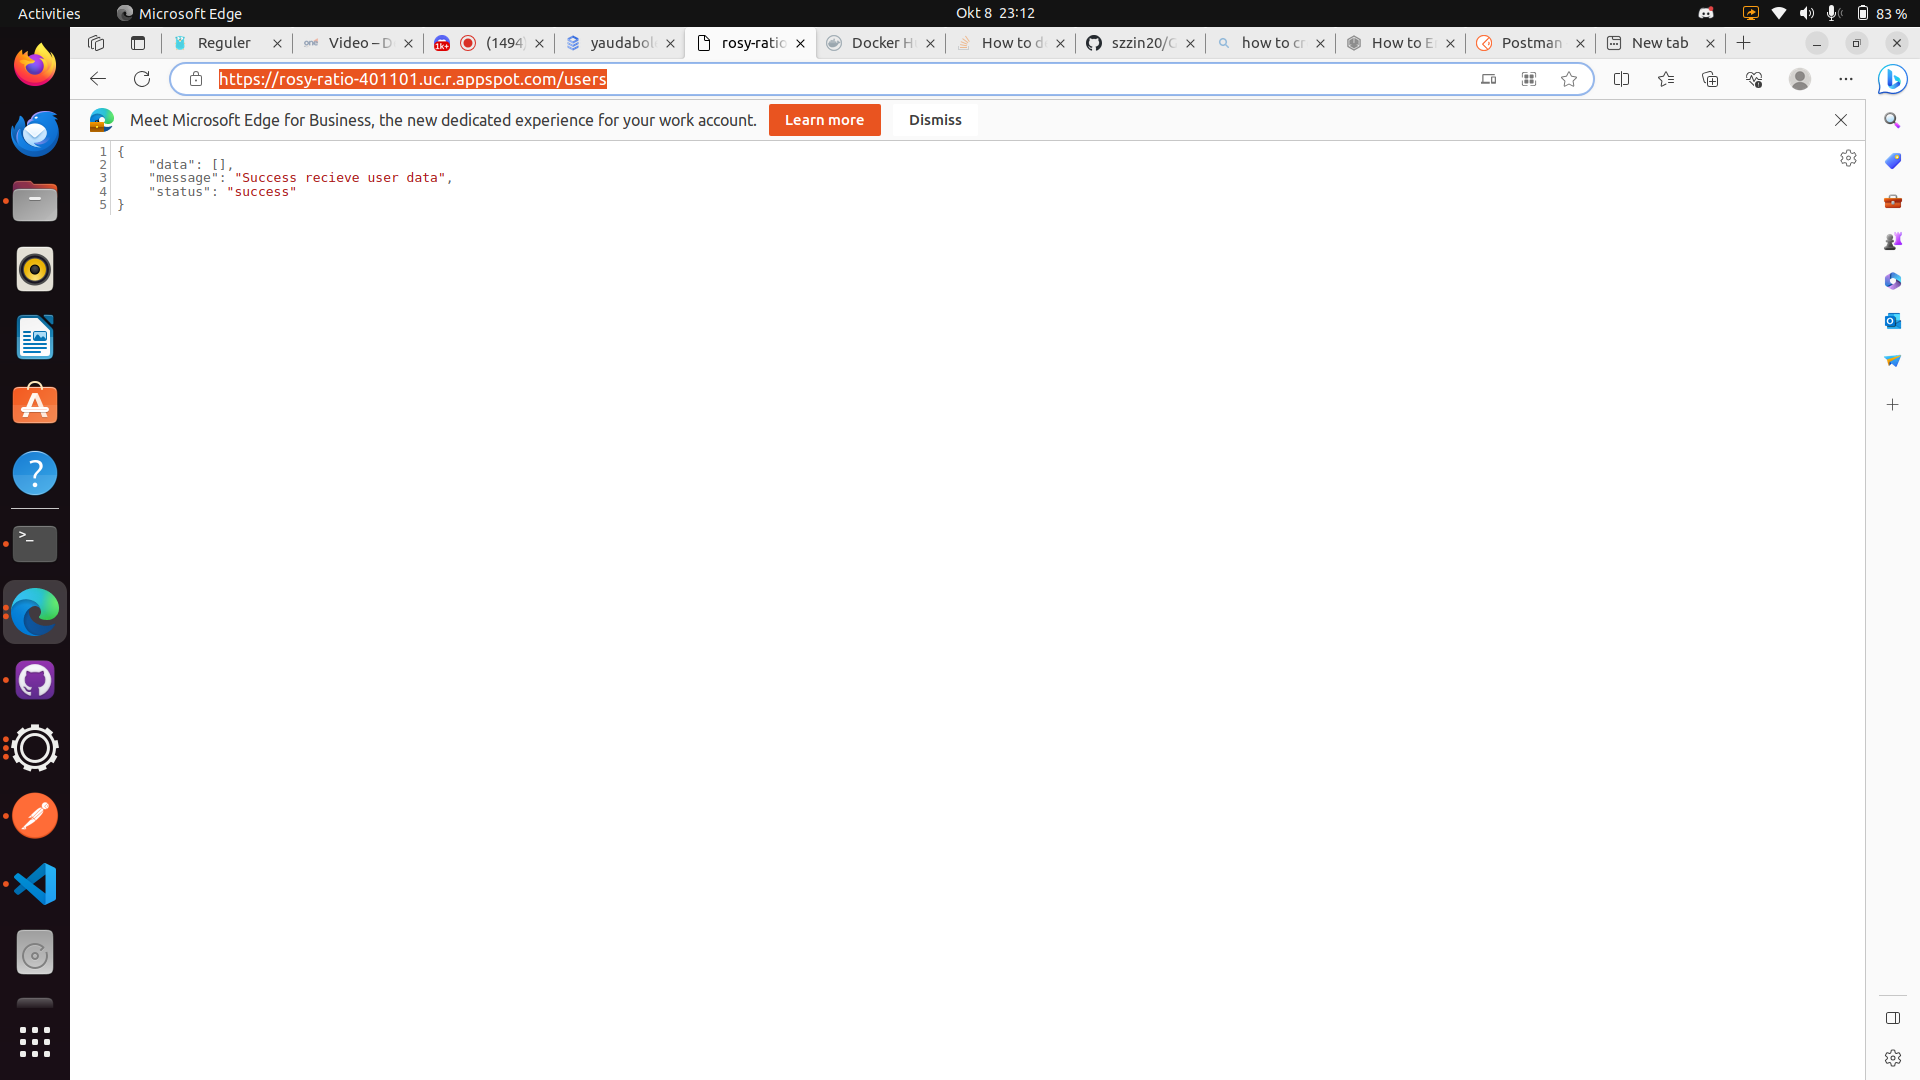 Activities Microsoft Edge Okt 8 23:12 83 %
Reguler Video – D 1k+ (1494) yaudabol rosy-ratio Docker H How to d szzin20/G how to cr How to E Postman New tab
https://rosy-ratio-401101.uc.r.appspot.com/users
Meet Microsoft Edge for Business, the new dedicated experience for your work account. Learn more Dismiss
1 {
2 "data": [],
3 "message": "Success recieve user data",
4 "status": "success"
5 }